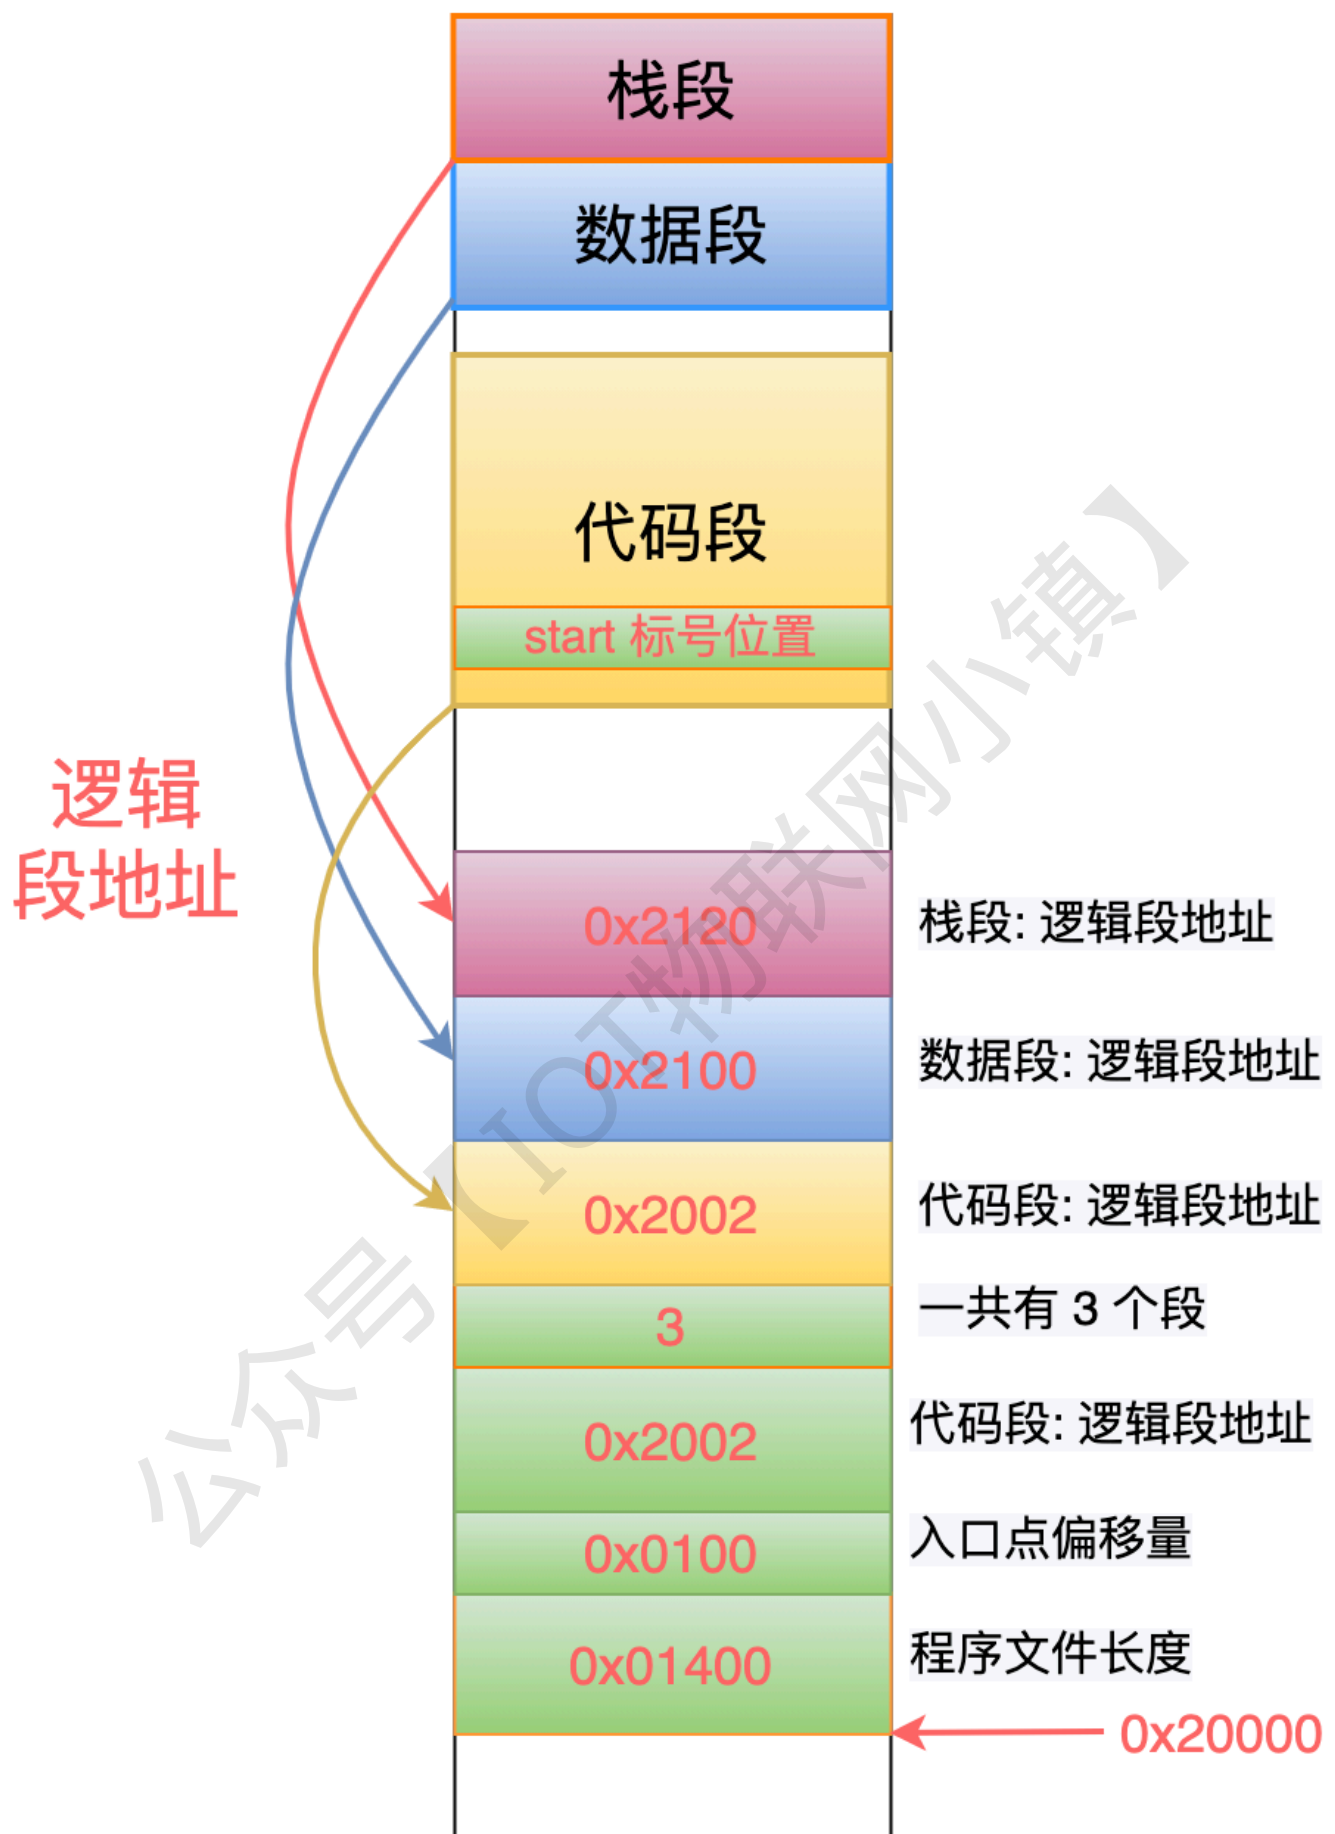 栈段
数据段
代码段
start 标号位置
逻辑
段地址
0x2120
栈段: 逻辑段地址
0x2100
数据段: 逻辑段地址
0x2002
代码段: 逻辑段地址
3
一共有 3 个段
0x2002
代码段: 逻辑段地址
0x0100
入口点偏移量
0x01400
程序文件长度
0x20000
公众号【IOT物联网小镇】